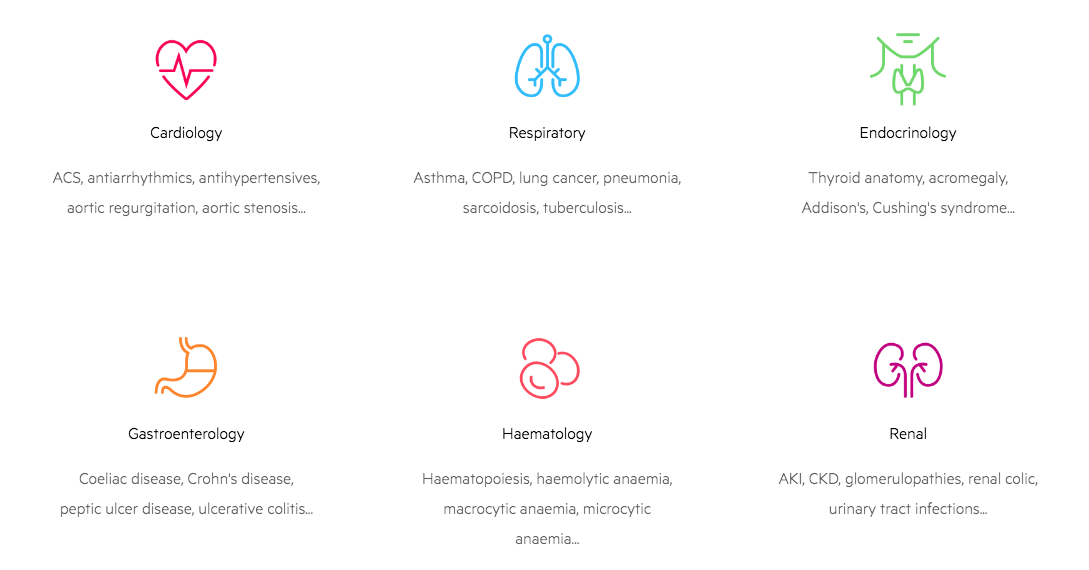 Cardiology
ACS, antiarrhythmics, antihypertensives,
aortic regurgitation, aortic stenosis...
Respiratory
Asthma, COPD, lung cancer, pneumonia,
sarcoidosis, tuberculosis...
Endocrinology
Thyroid anatomy, acromegaly,
Addison's, Cushing's syndrome...
Gastroenterology
Coeliac disease, Crohn's disease,
peptic ulcer disease, ulcerative colitis...
Haematology
Haematopoiesis, haemolytic anaemia,
macrocytic anaemia, microcytic
anaemia...
Renal
AKI, CKD, glomerulopathies, renal colic,
urinary tract infections...